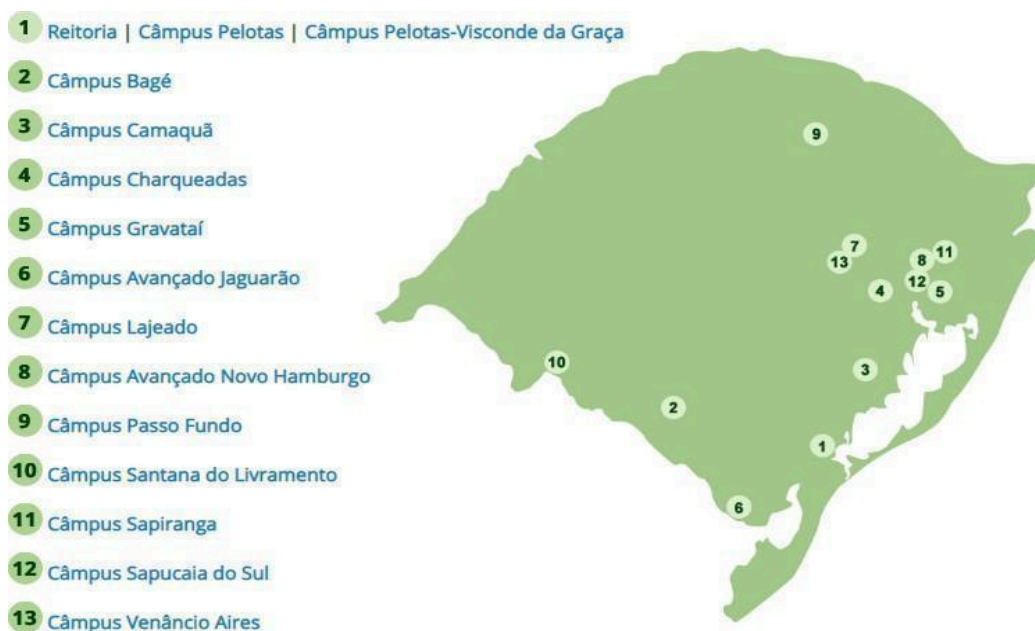 1 Reitoria | Câmpus Pelotas | Câmpus Pelotas-Visconde da Graça
2 Câmpus Bagé
3 Câmpus Camaquã
4 Câmpus Charqueadas
5 Câmpus Gravataí
6 Câmpus Avançado Jaguarão
7 Câmpus Lajeado
8 Câmpus Avançado Novo Hamburgo
9 Câmpus Passo Fundo
10 Câmpus Santana do Livramento
11 Câmpus Sapiranga
12 Câmpus Sapucaia do Sul
13 Câmpus Venâncio Aires
9
7
11
8
13
12
4
5
10
3
2
1
6